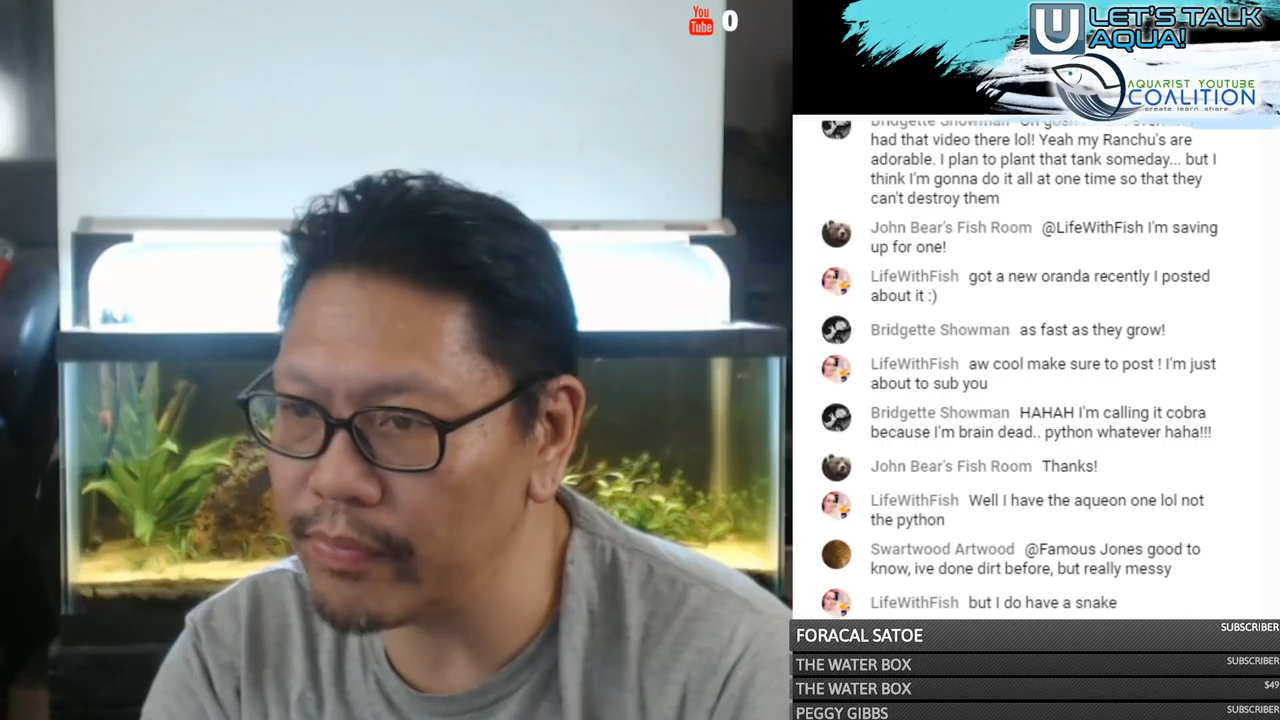 You
Tube 0
LET'S TALK
AQUA!
AQUARIST YOUTUBE
COALITION
create. learn. share.
Bridgette Showman
had that video there lol! Yeah my Ranchu's are
adorable. I plan to plant that tank someday... but I
think I'm gonna do it all at one time so that they
can't destroy them
John Bear's Fish Room @LifeWithFish I'm saving
up for one!
LifeWithFish got a new oranda recently I posted
about it :)
Bridgette Showman as fast as they grow!
LifeWithFish aw cool make sure to post ! I'm just
about to sub you
Bridgette Showman HAHAH I'm calling it cobra
because I'm brain dead.. python whatever haha!!!
John Bear's Fish Room Thanks!
LifeWithFish Well I have the aqueon one lol not
the python
Swartwood Artwood @Famous Jones good to
know, ive done dirt before, but really messy
LifeWithFish but I do have a snake
FORACAL SATOE SUBSCRIBER
THE WATER BOX SUBSCRIBER
THE WATER BOX $49
PEGGY GIBBS SUBSCRIBER